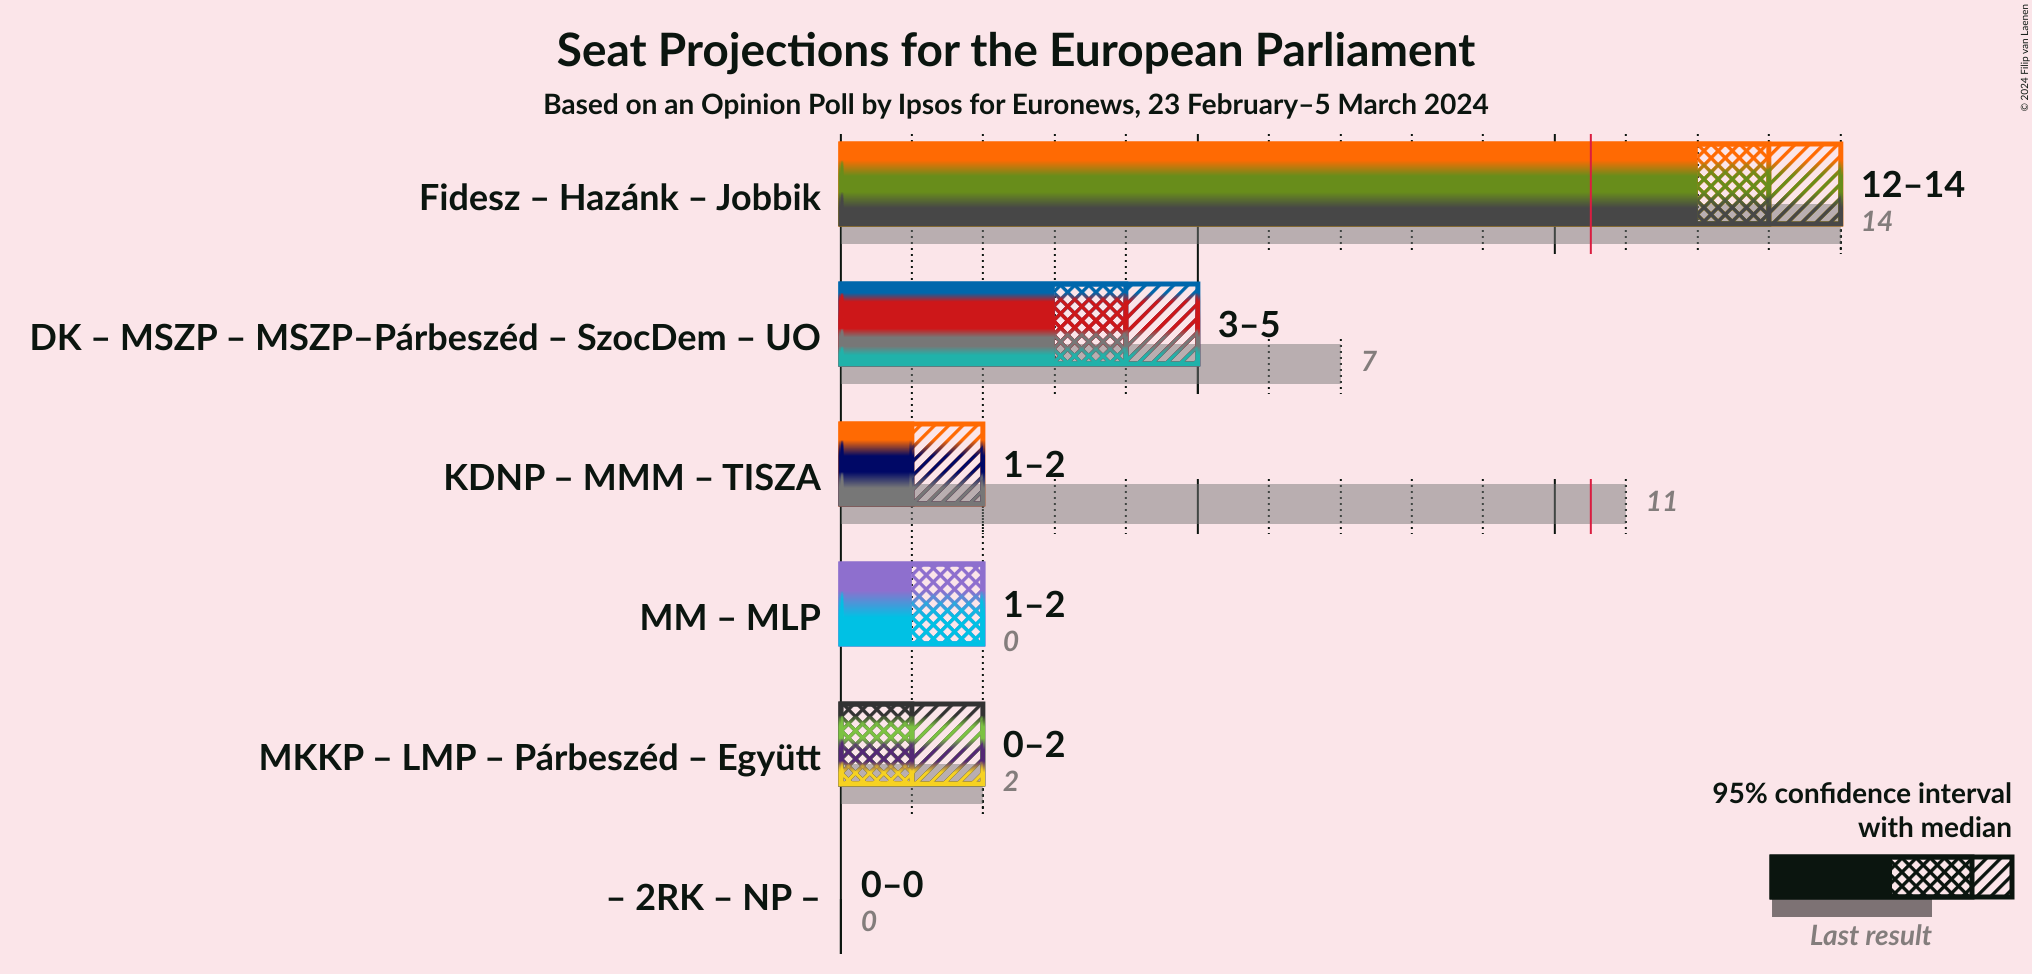 Seat Projections for the European Parliament
Based on an Opinion Poll by Ipsos for Euronews, 23 February–5 March 2024
© 2024 Filip van Laenen
Fidesz – Hazánk – Jobbik
12–14
14
DK – MSZP – MSZP–Párbeszéd – SzocDem – UO
3–5
7
KDNP – MMM – TISZA
1–2
11
MM – MLP
1–2
0
MKKP – LMP – Párbeszéd – Együtt
0–2
2
– 2RK – NP –
0–0
0
95% confidence interval
with median
Last result